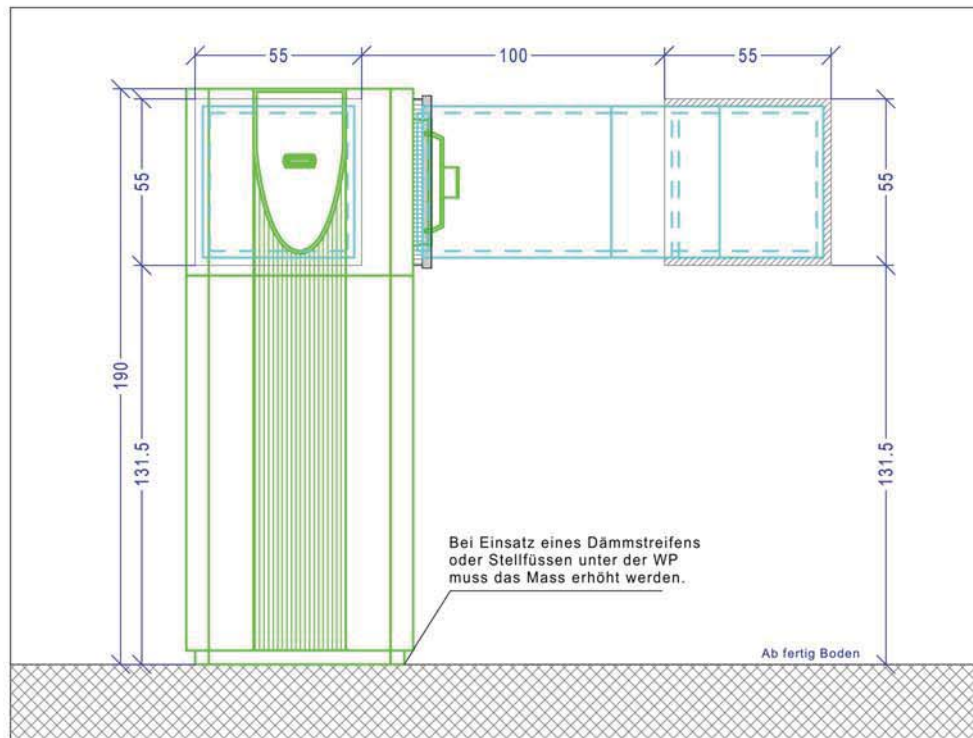 55
100
55
55
55
190
131.5
131.5
Bei Einsatz eines Dämmstreifens
oder Stellfüssen unter der WP
muss das Mass erhöht werden.
Ab fertig Boden